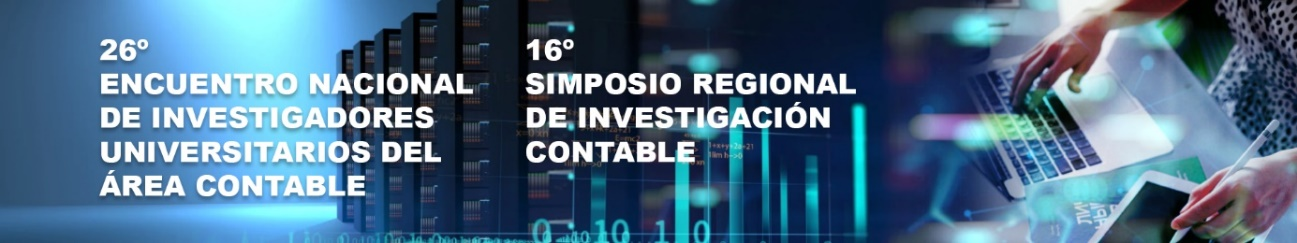 26º
ENCUENTRO NACIONAL
DE INVESTIGADORES
UNIVERSITARIOS DEL
ÁREA CONTABLE
16º
SIMPOSIO REGIONAL
DE INVESTIGACIÓN
CONTABLE